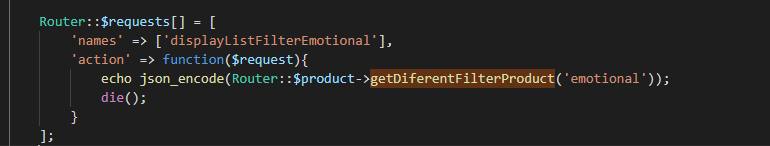 Router::$requests[] = [
'names' => ['displayListFilterEmotional'],
'action' => function($request){
echo json_encode(Router::$product->getDiferentFilterProduct('emotional'));
die();
}
];